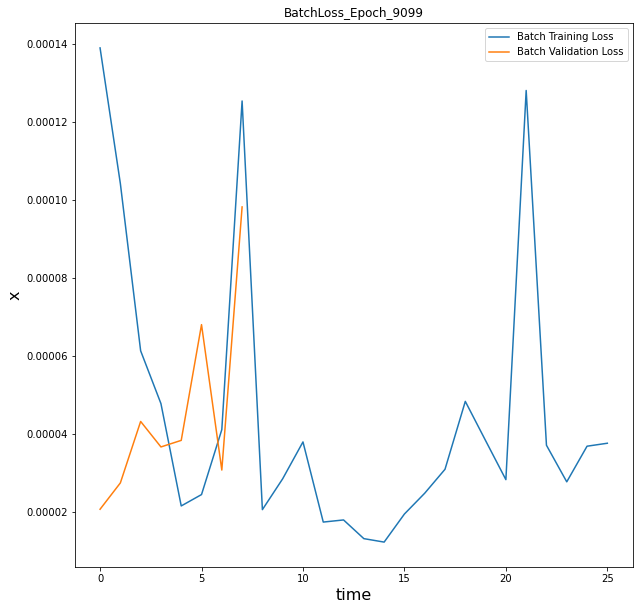 BatchLoss_Epoch_9099
Batch Training Loss
Batch Validation Loss
0.00014
0.00012
0.00010
0.00008
0.00006
0.00004
0.00002
x
0 5 10 15 20 25
time